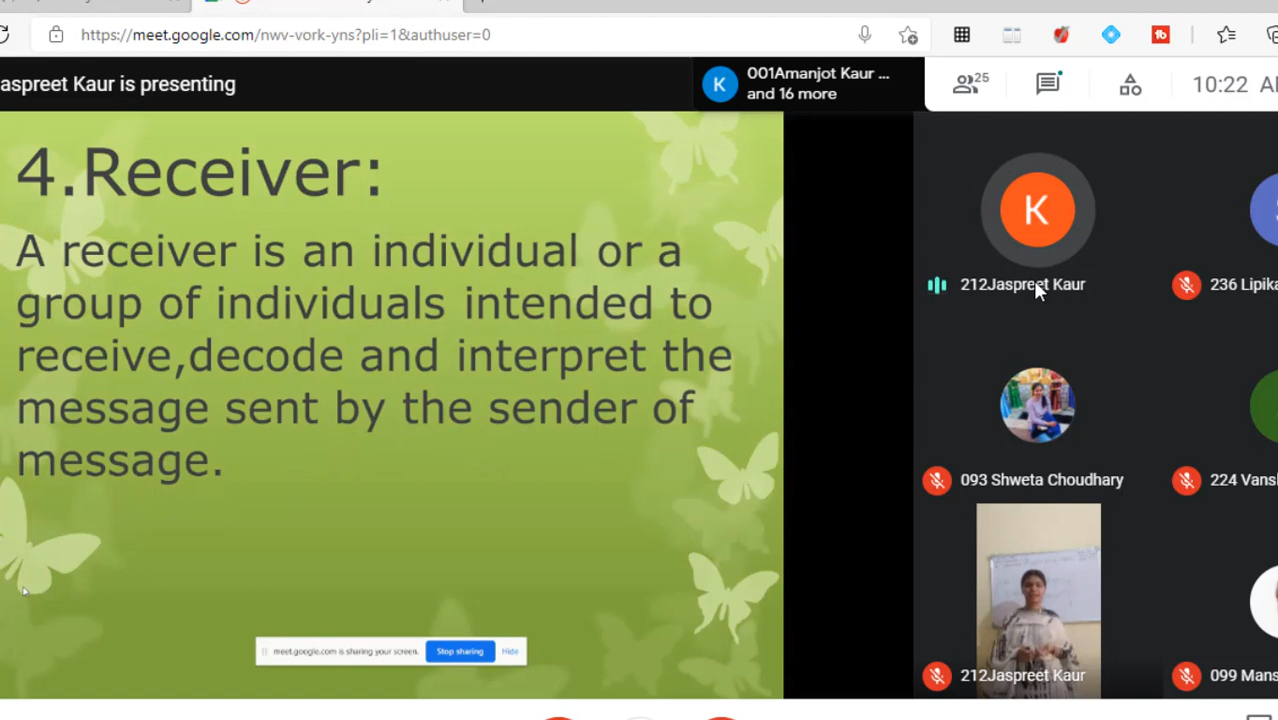 https://meet.google.com/nwv-vork-yns?pli=1&authuser=0
aspreet Kaur is presenting
K
001Amanjot Kaur ...
and 16 more
25
10:22
4.Receiver:
A receiver is an individual or a
group of individuals intended to
receive,decode and interpret the
message sent by the sender of
message.
meet.google.com is sharing your screen.
Stop sharing
Hide
K
212Jaspreet Kaur
236 Lipika
093 Shweta Choudhary
224 Vansh
212Jaspreet Kaur
099 Mans